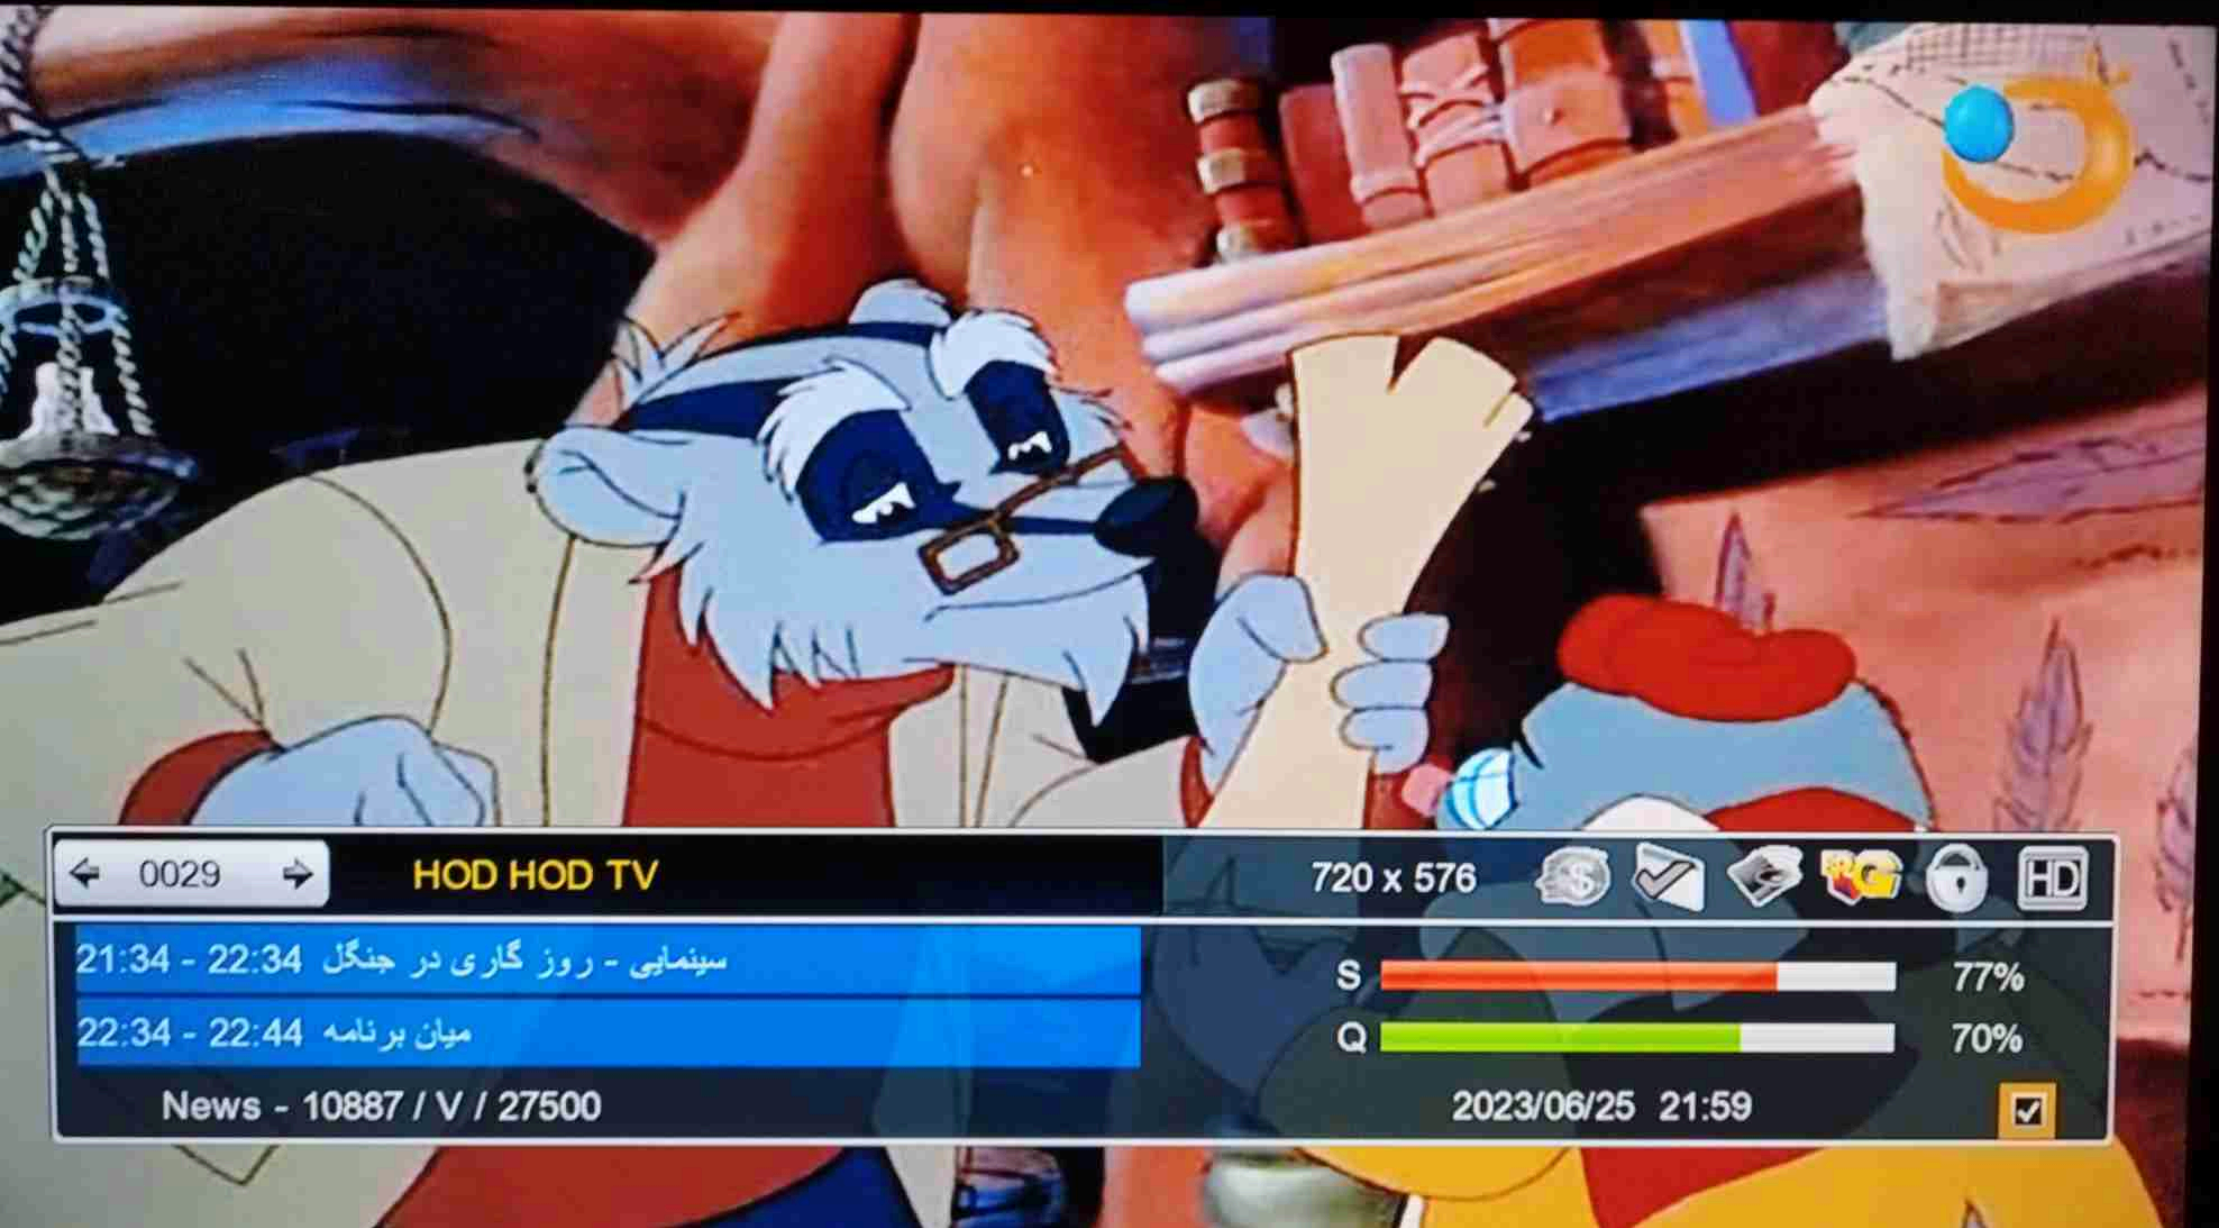 0029 HOD HOD TV 720 x 576 HD
21:34 - 22:34 سینمایی - روز گاری در جنگل
22:34 - 22:44 میان برنامه
S 77%
Q 70%
News - 10887 / V / 27500
2023/06/25 21:59